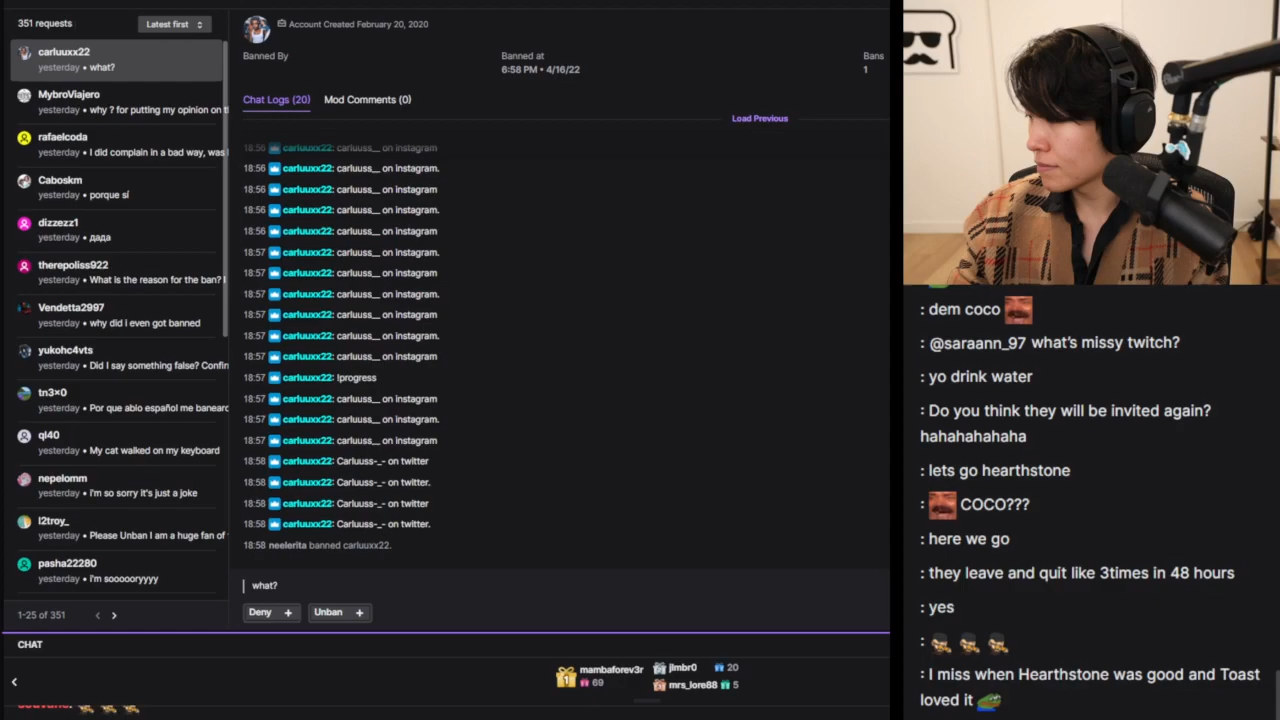 351 requests
Latest first
carluuxx22
yesterday • what?
MybroViajero
yesterday • why ? for putting my opinion on t
rafaelcoda
yesterday • I did complain in a bad way, was
Caboskm
yesterday • porque sí
dizzezz1
yesterday • дада
therepoliss922
yesterday • What is the reason for the ban? I
Vendetta2997
yesterday • why did I even got banned
yukohc4vts
yesterday • Did I say something false? Confir
tn3x0
yesterday • Por que ablo español me baneard
ql40
yesterday • My cat walked on my keyboard
nepelomm
yesterday • I'm so sorry it's just a joke
l2troy_
yesterday • Please Unban I am a huge fan of
pasha22280
yesterday • i'm soooooryyyy
1-25 of 351
Account Created February 20, 2020
Banned By
Banned at
Bans
6:58 PM • 4/16/22
1
Chat Logs (20)
Mod Comments (0)
Load Previous
18:56 carluuxx22: carluuss__ on instagram
18:56 carluuxx22: carluuss__ on instagram.
18:56 carluuxx22: carluuss__ on instagram
18:56 carluuxx22: carluuss__ on instagram.
18:56 carluuxx22: carluuss__ on instagram
18:57 carluuxx22: carluuss__ on instagram.
18:57 carluuxx22: carluuss__ on instagram
18:57 carluuxx22: carluuss__ on instagram.
18:57 carluuxx22: carluuss__ on instagram
18:57 carluuxx22: carluuss__ on instagram.
18:57 carluuxx22: carluuss__ on instagram
18:57 carluuxx22: !progress
18:57 carluuxx22: carluuss__ on instagram
18:57 carluuxx22: carluuss__ on instagram.
18:57 carluuxx22: carluuss__ on instagram
18:58 carluuxx22: Carluuss-_- on twitter
18:58 carluuxx22: Carluuss-_- on twitter.
18:58 carluuxx22: Carluuss-_- on twitter
18:58 carluuxx22: Carluuss-_- on twitter.
18:58 neelerita banned carluuxx22.
what?
Deny +
Unban +
CHAT
1
mambaforev3r
69
jlmbr0
20
mrs_lore88
5
: dem coco
: @saraann_97 what's missy twitch?
: yo drink water
: Do you think they will be invited again?
hahahahahaha
: lets go hearthstone
: COCO???
: here we go
: they leave and quit like 3times in 48 hours
: yes
:
: I miss when Hearthstone was good and Toast
loved it